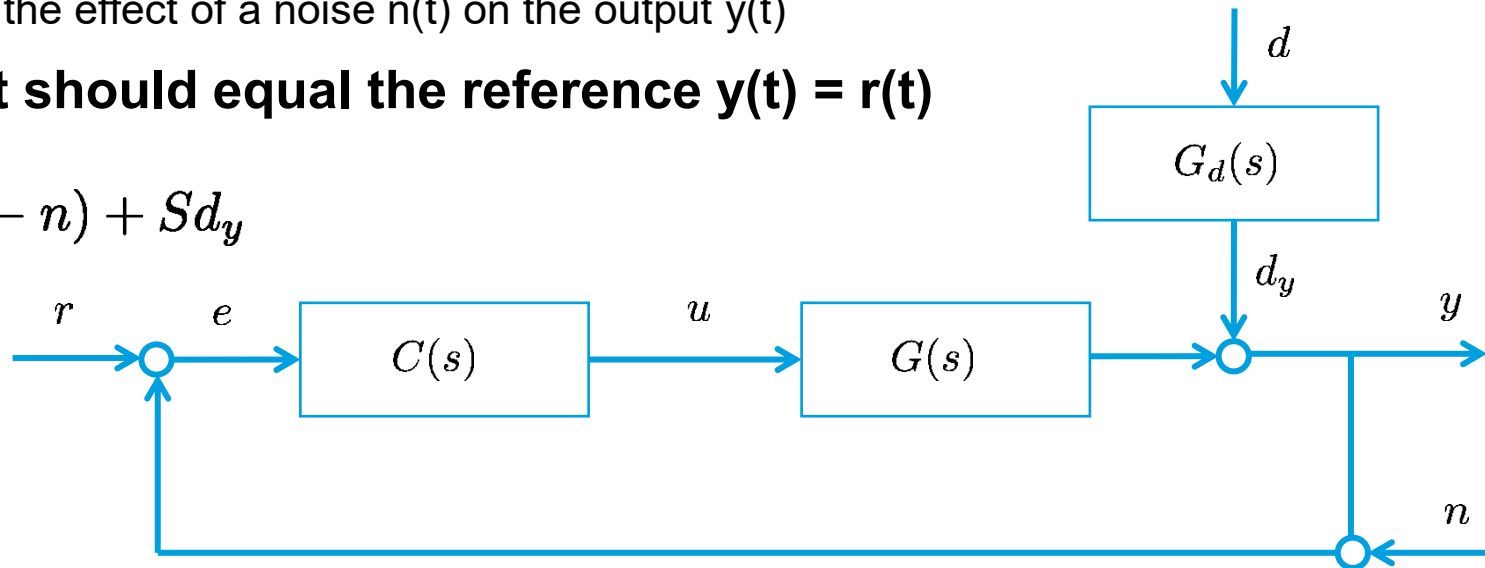 the effect of a noise n(t) on the output y(t)
t should equal the reference y(t) = r(t)
d
G_d(s)
– n) + Sd_y
d_y
r
e
C(s)
u
G(s)
y
n